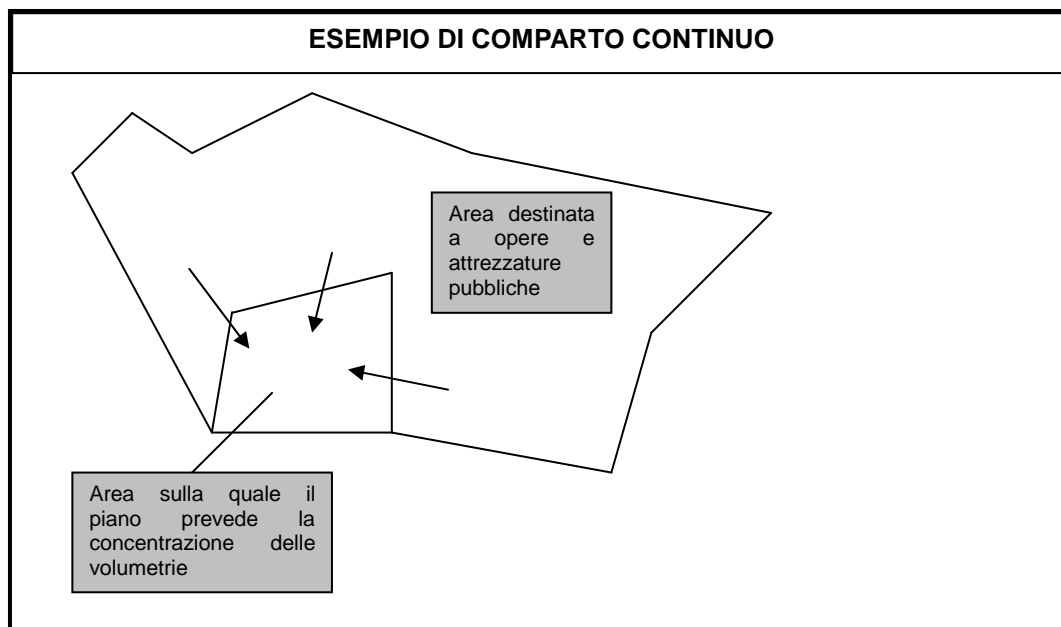 ESEMPIO DI COMPARTO CONTINUO
Area destinata
a opere e
attrezzature
pubbliche
Area sulla quale il
piano prevede la
concentrazione delle
volumetrie